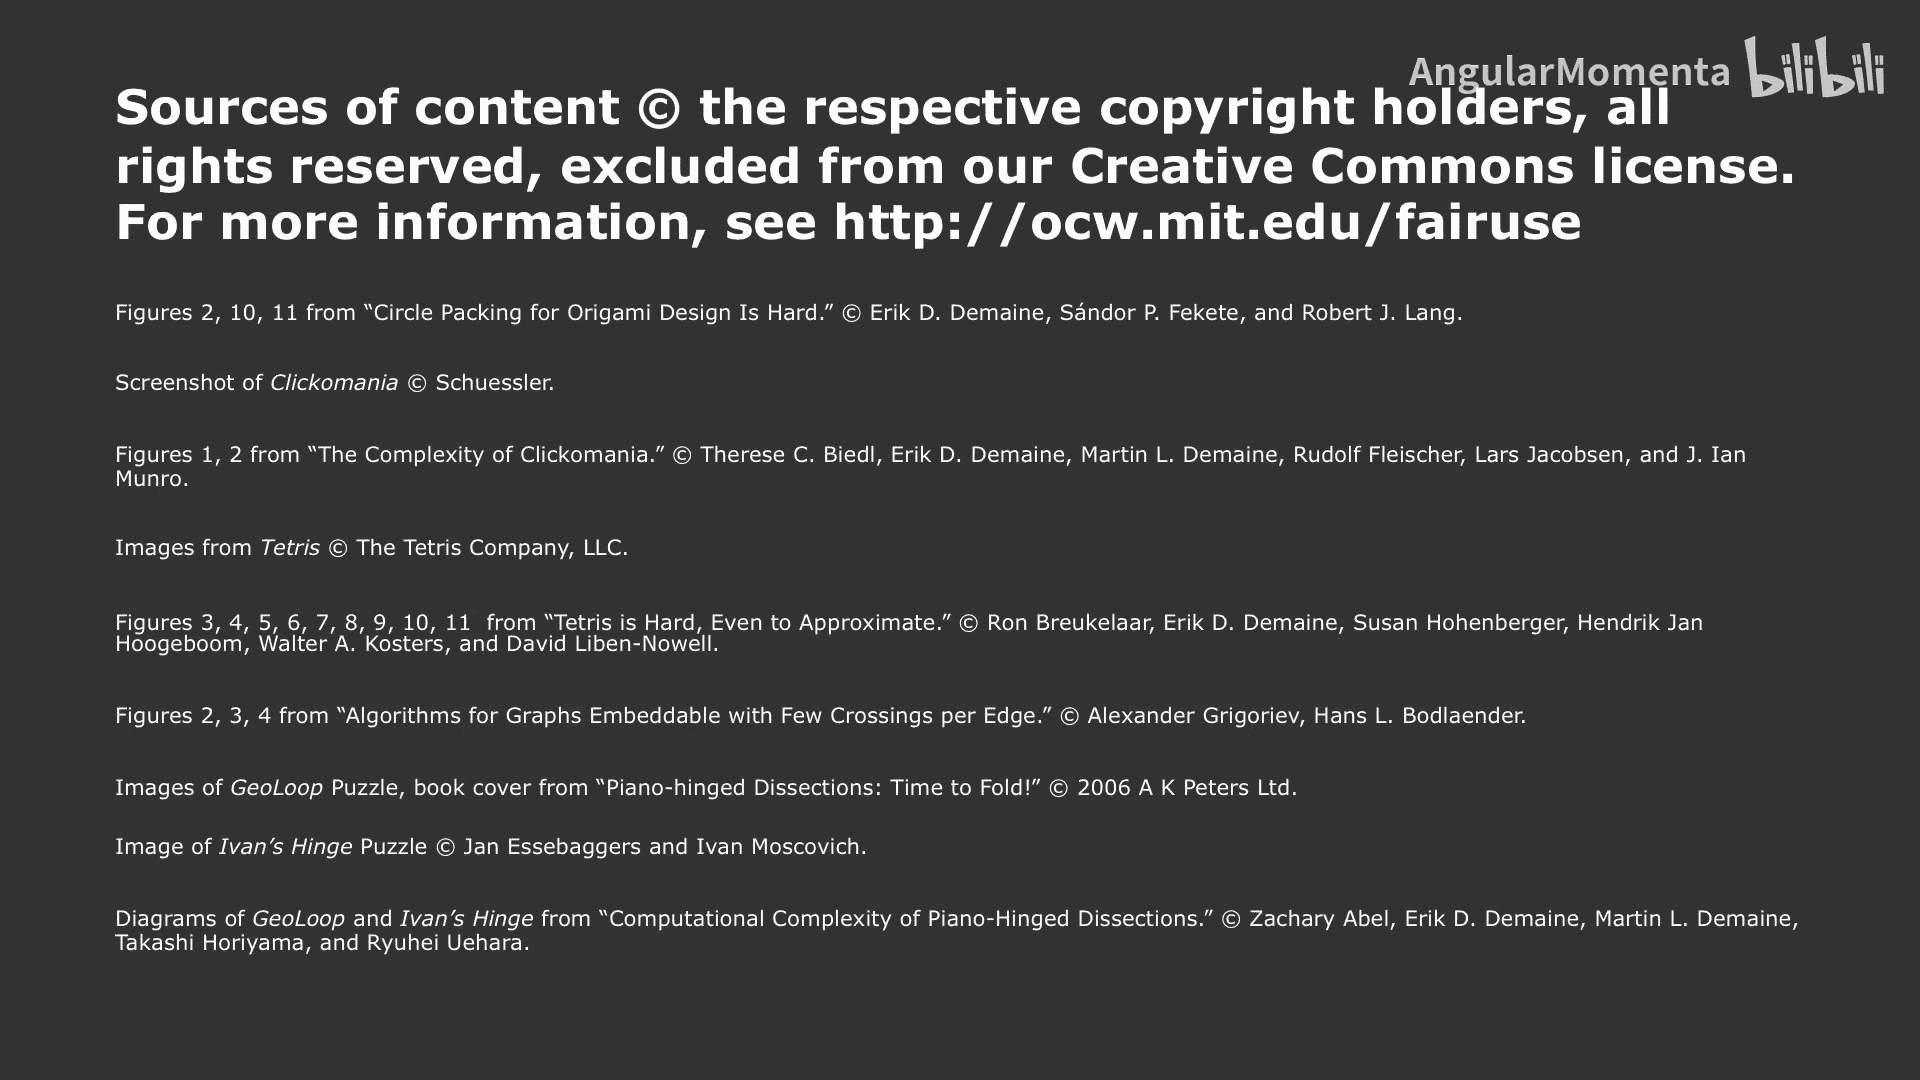 AngularMomenta bilibili
Sources of content © the respective copyright holders, all
rights reserved, excluded from our Creative Commons license.
For more information, see http://ocw.mit.edu/fairuse
Figures 2, 10, 11 from “Circle Packing for Origami Design Is Hard.” © Erik D. Demaine, Sándor P. Fekete, and Robert J. Lang.
Screenshot of Clickomania © Schuessler.
Figures 1, 2 from “The Complexity of Clickomania.” © Therese C. Biedl, Erik D. Demaine, Martin L. Demaine, Rudolf Fleischer, Lars Jacobsen, and J. Ian
Munro.
Images from Tetris © The Tetris Company, LLC.
Figures 3, 4, 5, 6, 7, 8, 9, 10, 11  from “Tetris is Hard, Even to Approximate.” © Ron Breukelaar, Erik D. Demaine, Susan Hohenberger, Hendrik Jan
Hoogeboom, Walter A. Kosters, and David Liben-Nowell.
Figures 2, 3, 4 from “Algorithms for Graphs Embeddable with Few Crossings per Edge.” © Alexander Grigoriev, Hans L. Bodlaender.
Images of GeoLoop Puzzle, book cover from “Piano-hinged Dissections: Time to Fold!” © 2006 A K Peters Ltd.
Image of Ivan’s Hinge Puzzle © Jan Essebaggers and Ivan Moscovich.
Diagrams of GeoLoop and Ivan’s Hinge from “Computational Complexity of Piano-Hinged Dissections.” © Zachary Abel, Erik D. Demaine, Martin L. Demaine,
Takashi Horiyama, and Ryuhei Uehara.